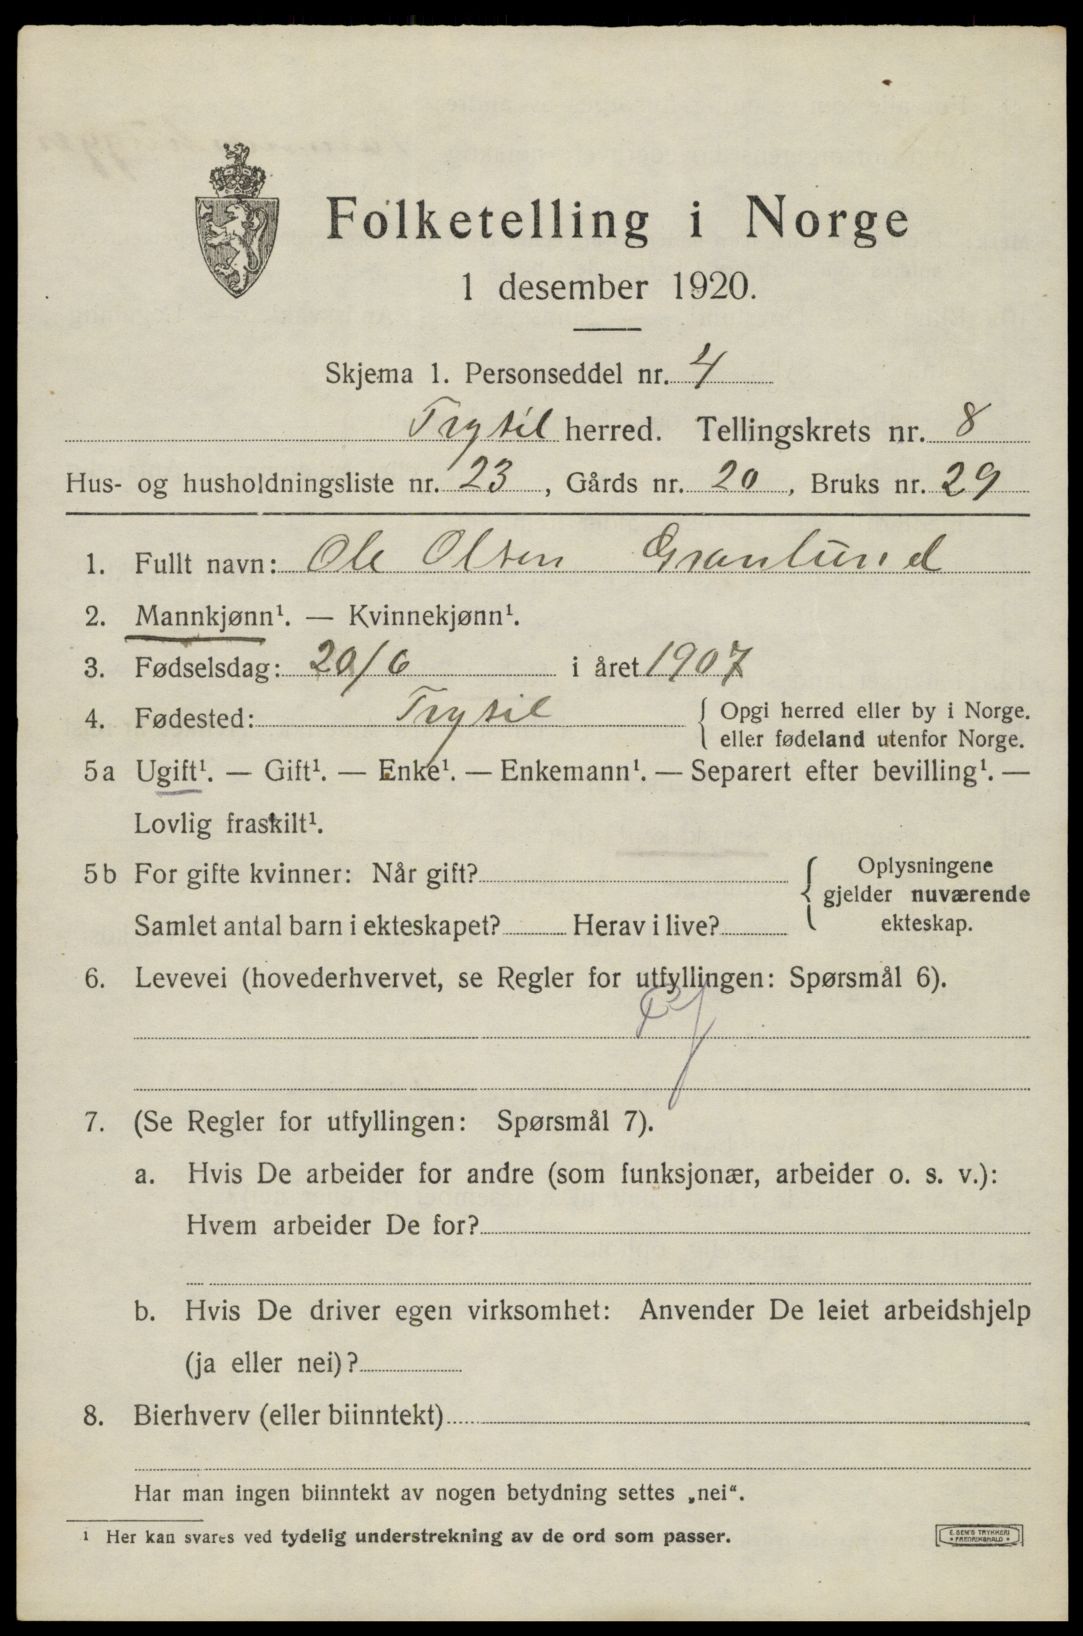 Folketelling i Norge
1 desember 1920.
Skjema 1. Personseddel nr. 4
Trysil herred. Tellingskrets nr. 8
Hus- og husholdningsliste nr. 23, Gårds nr. 20, Bruks nr. 29
1. Fullt navn: Ole Olsen Granlund
2. Mannkjønn¹. — Kvinnekjønn¹.
3. Fødselsdag: 20/6 i året 1907
4. Fødested: Trysil { Opgi herred eller by i Norge.
eller fødeland utenfor Norge.
5a Ugift¹. — Gift¹. — Enke¹. — Enkemann¹. — Separert efter bevilling¹. —
Lovlig fraskilt¹.
5b For gifte kvinner: Når gift? { Oplysningene
gjelder nuværende
Samlet antal barn i ekteskapet? Herav i live? ekteskap.
6. Levevei (hovederhvervet, se Regler for utfyllingen: Spørsmål 6).
7. (Se Regler for utfyllingen: Spørsmål 7).
a. Hvis De arbeider for andre (som funksjonær, arbeider o. s. v.):
Hvem arbeider De for?
b. Hvis De driver egen virksomhet: Anvender De leiet arbeidshjelp
(ja eller nei)?
8. Bierhverv (eller biinntekt)
Har man ingen biinntekt av nogen betydning settes „nei“.
¹ Her kan svares ved tydelig understrekning av de ord som passer.
E. SEM'S TRYKKERI
FREDRIKSHALD